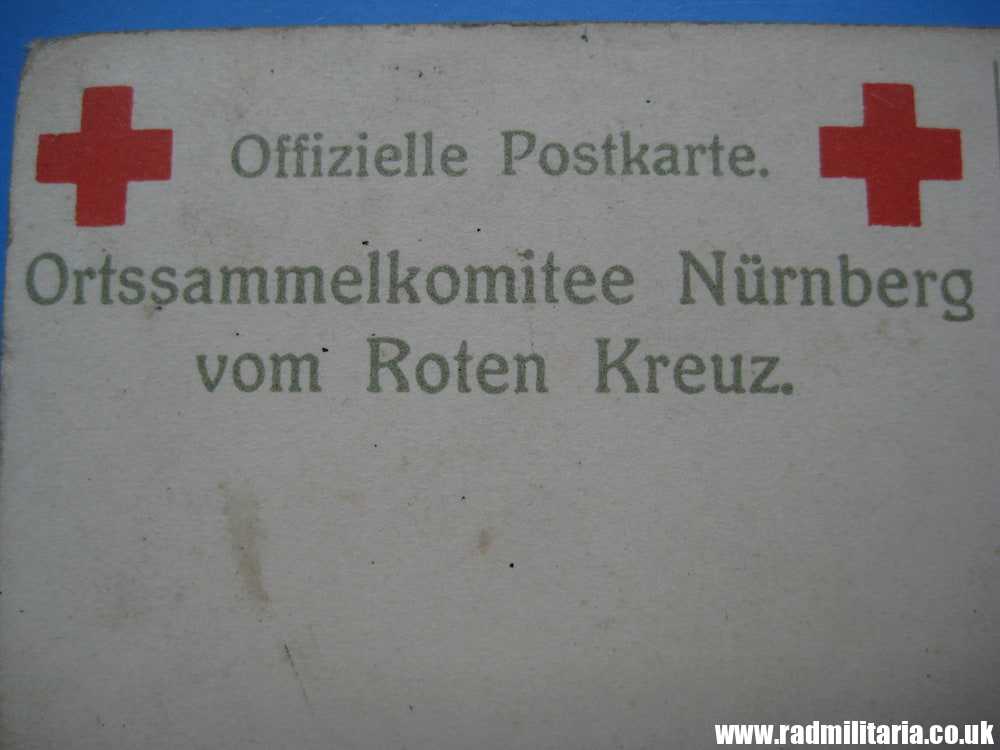 Offizielle Postkarte.
Ortssammelkomitee Nürnberg
vom Roten Kreuz.
www.radmilitaria.co.uk